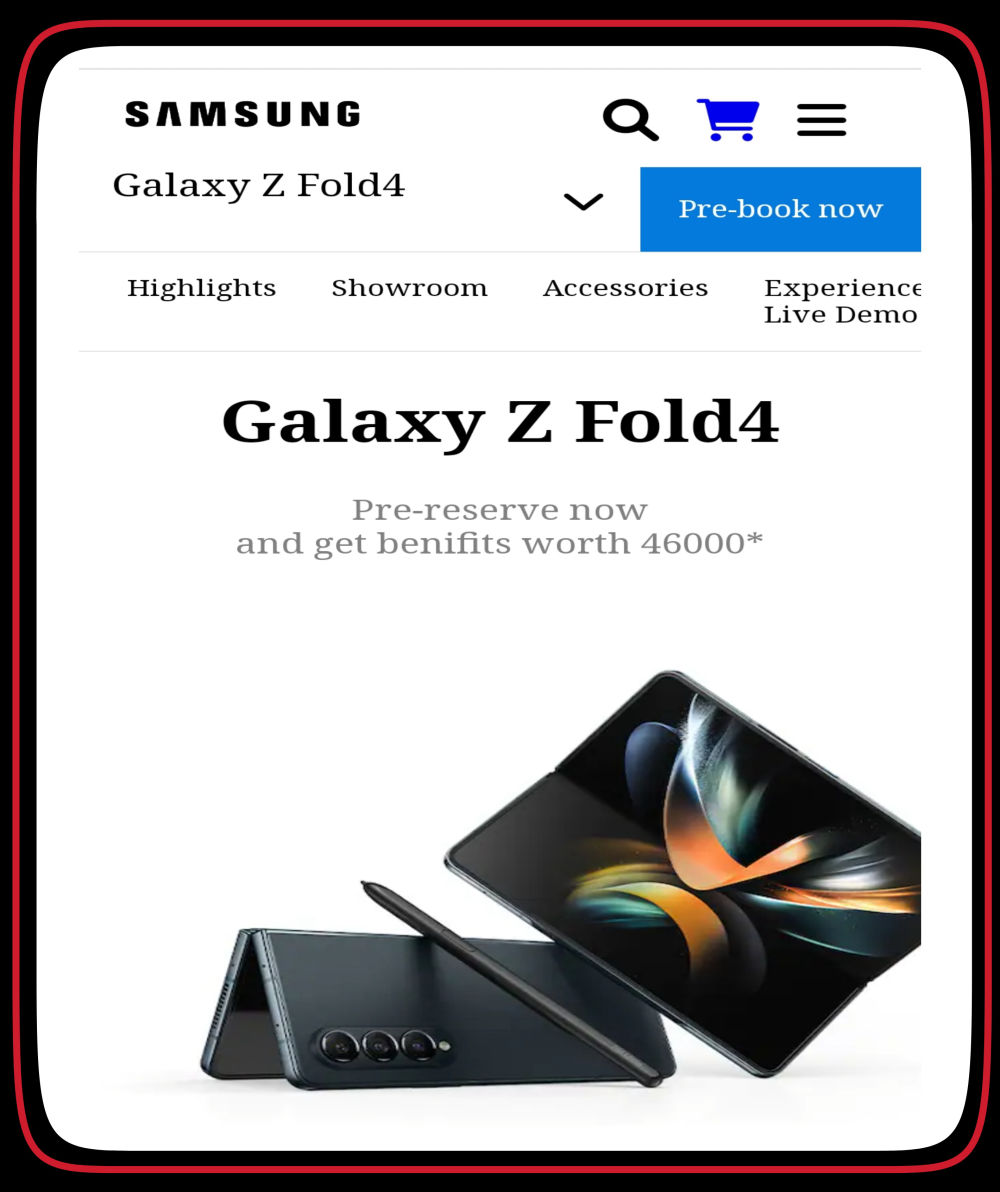 SAMSUNG
Galaxy Z Fold4
Pre-book now
Highlights Showroom Accessories Experience
Live Demo
Galaxy Z Fold4
Pre-reserve now
and get benifits worth 46000*